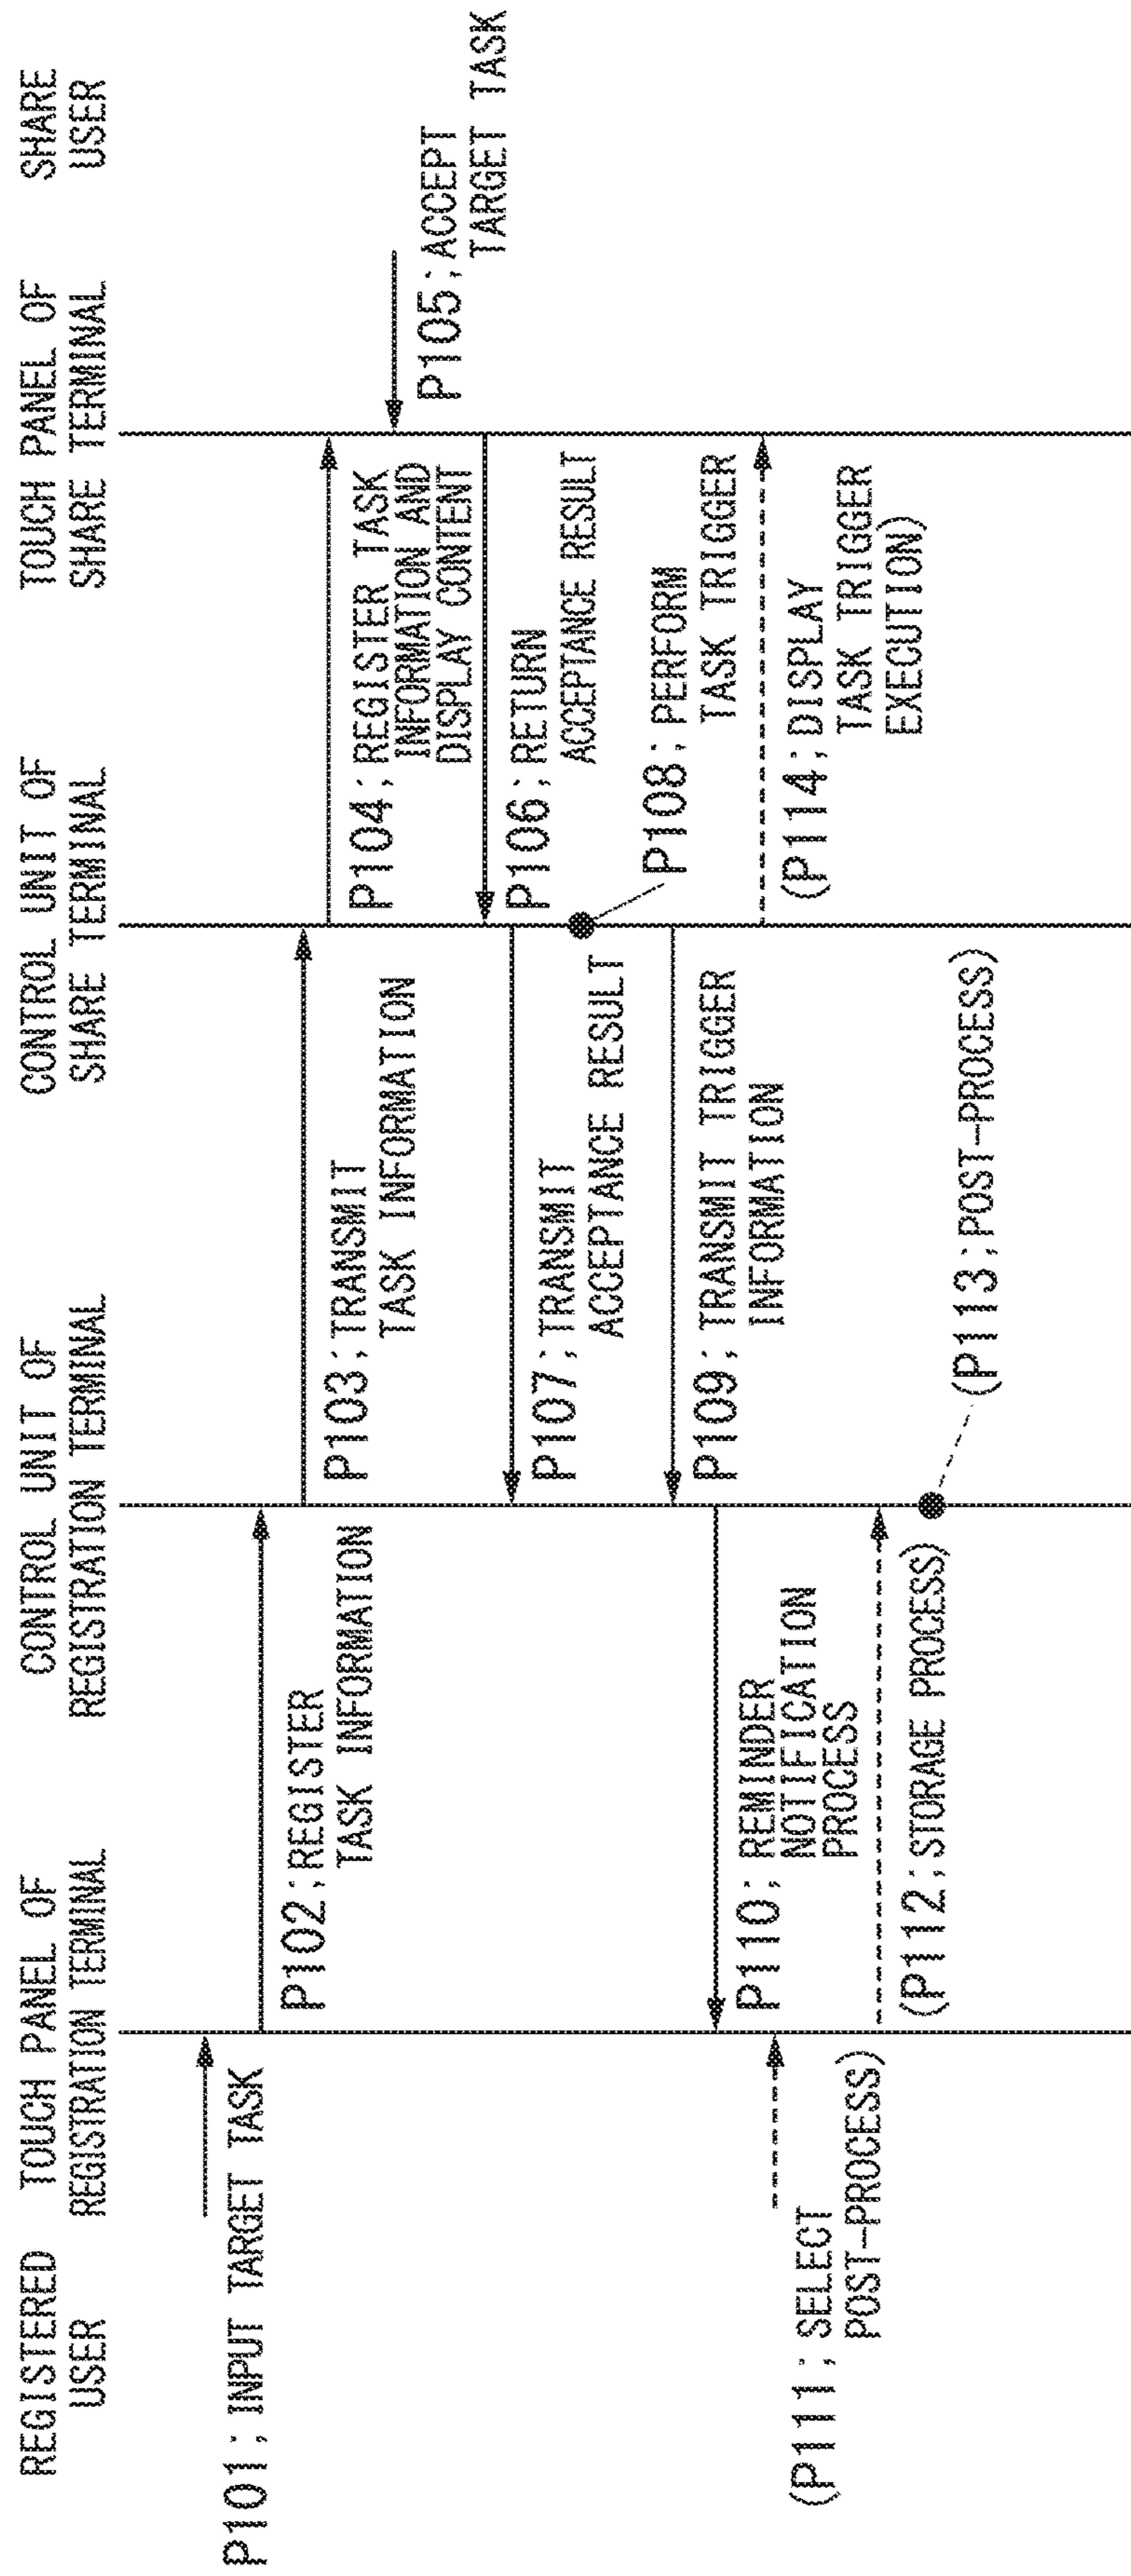 REGISTERED
USER
TOUCH PANEL OF
REGISTRATION TERMINAL
CONTROL UNIT OF
REGISTRATION TERMINAL
CONTROL UNIT OF
SHARE TERMINAL
TOUCH PANEL OF
SHARE TERMINAL
SHARE
USER
P101; INPUT TARGET TASK
P102; REGISTER
TASK INFORMATION
P103; TRANSMIT
TASK INFORMATION
P104; REGISTER TASK
INFORMATION AND
DISPLAY CONTENT
P105; ACCEPT
TARGET TASK
P106; RETURN
ACCEPTANCE RESULT
P107; TRANSMIT
ACCEPTANCE RESULT
P108; PERFORM
TASK TRIGGER
P109; TRANSMIT TRIGGER
INFORMATION
P110; REMINDER
NOTIFICATION
PROCESS
(P111; SELECT
POST-PROCESS)
(P112; STORAGE PROCESS)
(P113; POST-PROCESS)
(P114; DISPLAY
TASK TRIGGER
EXECUTION)